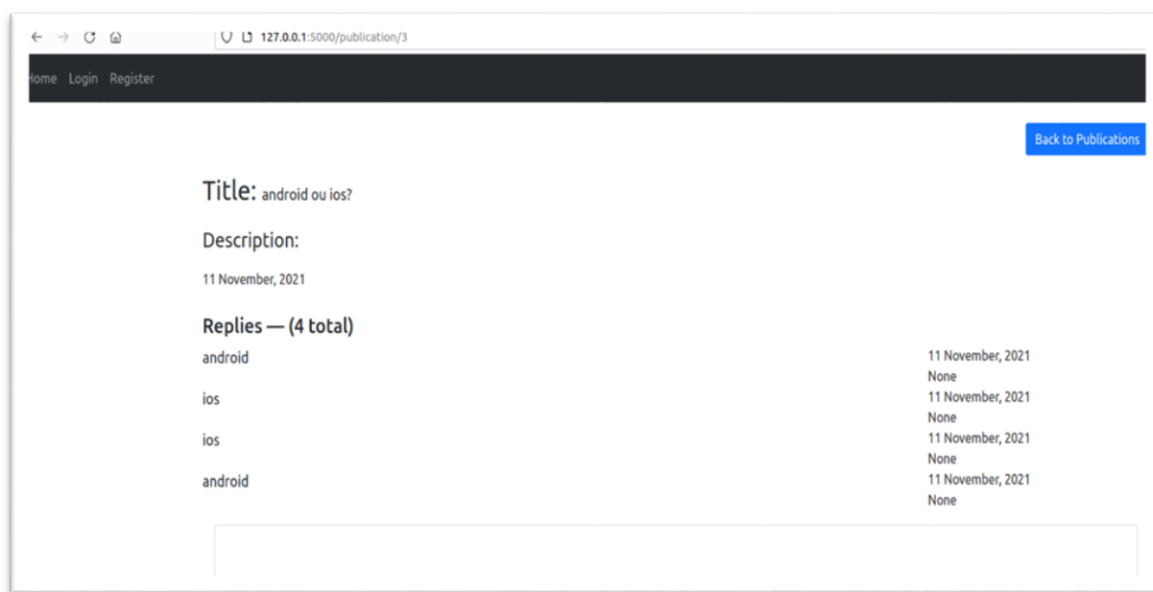 127.0.0.1:5000/publication/3
Home Login Register
Back to Publications
Title: android ou ios?
Description:
11 November, 2021
Replies — (4 total)
android 11 November, 2021
None
ios 11 November, 2021
None
ios 11 November, 2021
None
android 11 November, 2021
None